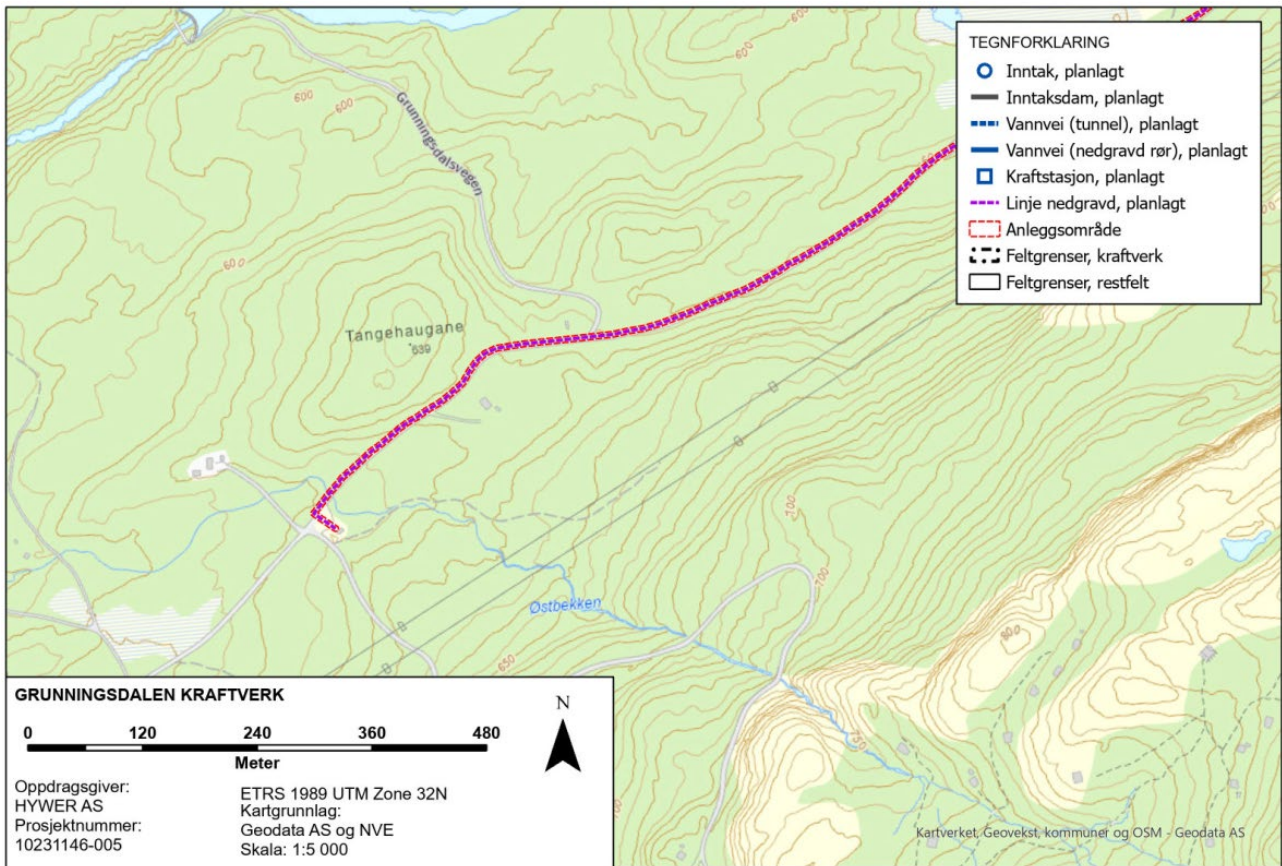 TEGNFORKLARING
Inntak, planlagt
Inntaksdam, planlagt
Vannvei (tunnel), planlagt
Vannvei (nedgravd rør), planlagt
Kraftstasjon, planlagt
Linje nedgravd, planlagt
Anleggsområde
Feltgrenser, kraftverk
Feltgrenser, restfelt
600
600
Grunningsdalsvegen
600
Tangehaugane
639
700
700
Østbekken
650
800
750
GRUNNINGSDALEN KRAFTVERK
0 120 240 360 480
Meter
N
Oppdragsgiver:
HYWER AS
Prosjektnummer:
10231146-005
ETRS 1989 UTM Zone 32N
Kartgrunnlag:
Geodata AS og NVE
Skala: 1:5 000
Kartverket, Geovekst, kommuner og OSM - Geodata AS